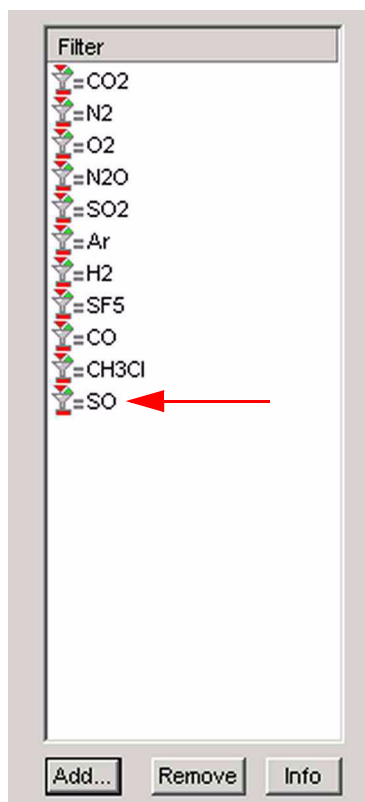 Filter
=CO2
=N2
=O2
=N2O
=SO2
=Ar
=H2
=SF5
=CO
=CH3Cl
=SO
Add... Remove Info